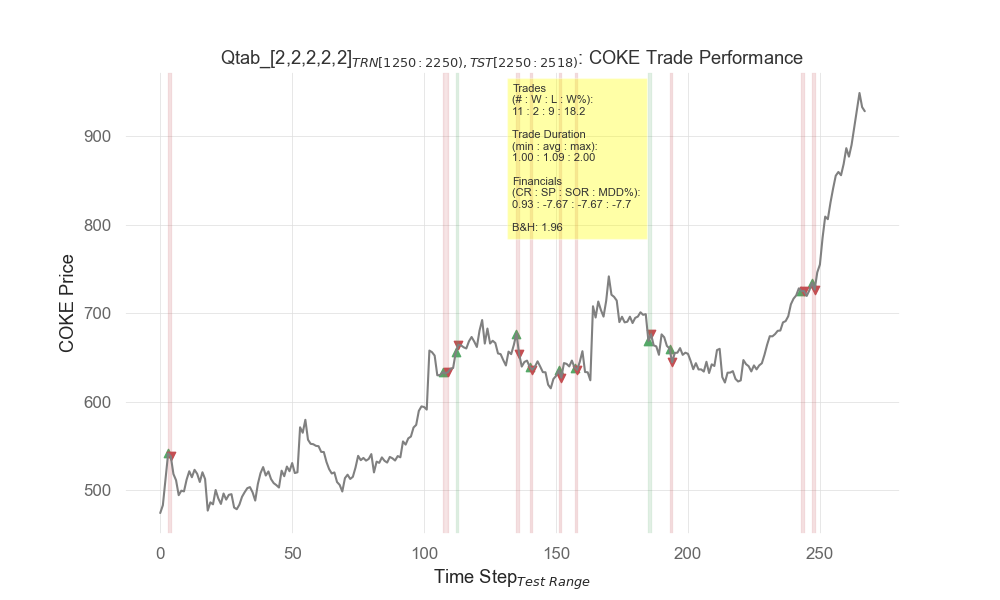 Qtab_[2,2,2,2,2]TRN[1250:2250),TST[2250:2518): COKE Trade Performance
Trades
(# : W : L : W%):
11 : 2 : 9 : 18.2
Trade Duration
(min : avg : max):
1.00 : 1.09 : 2.00
Financials
(CR : SP : SOR : MDD%):
0.93 : -7.67 : -7.67 : -7.7
B&H: 1.96
COKE Price
900
800
700
600
500
0 50 100 150 200 250
Time StepTest Range